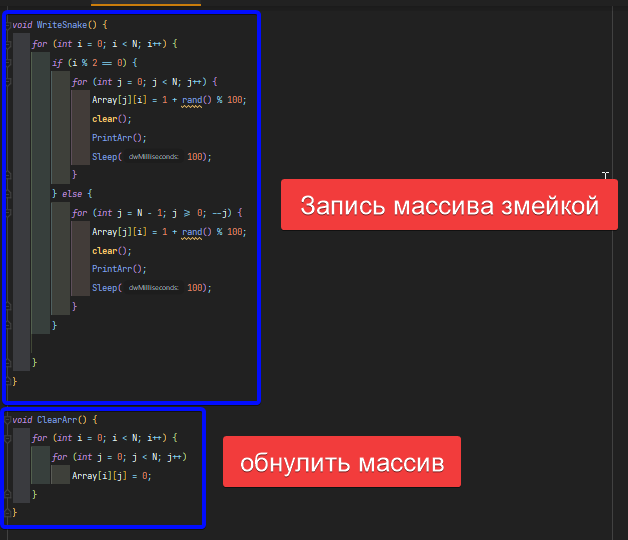 void WriteSnake() {
for (int i = 0; i < N; i++) {
if (i % 2 == 0) {
for (int j = 0; j < N; j++) {
Array[j][i] = 1 + rand() % 100;
clear();
PrintArr();
Sleep( dwMilliseconds: 100);
}
} else {
for (int j = N - 1; j >= 0; --j) {
Array[j][i] = 1 + rand() % 100;
clear();
PrintArr();
Sleep( dwMilliseconds: 100);
}
}
}
}
Запись массива змейкой
void ClearArr() {
for (int i = 0; i < N; i++) {
for (int j = 0; j < N; j++)
Array[i][j] = 0;
}
}
обнулить массив